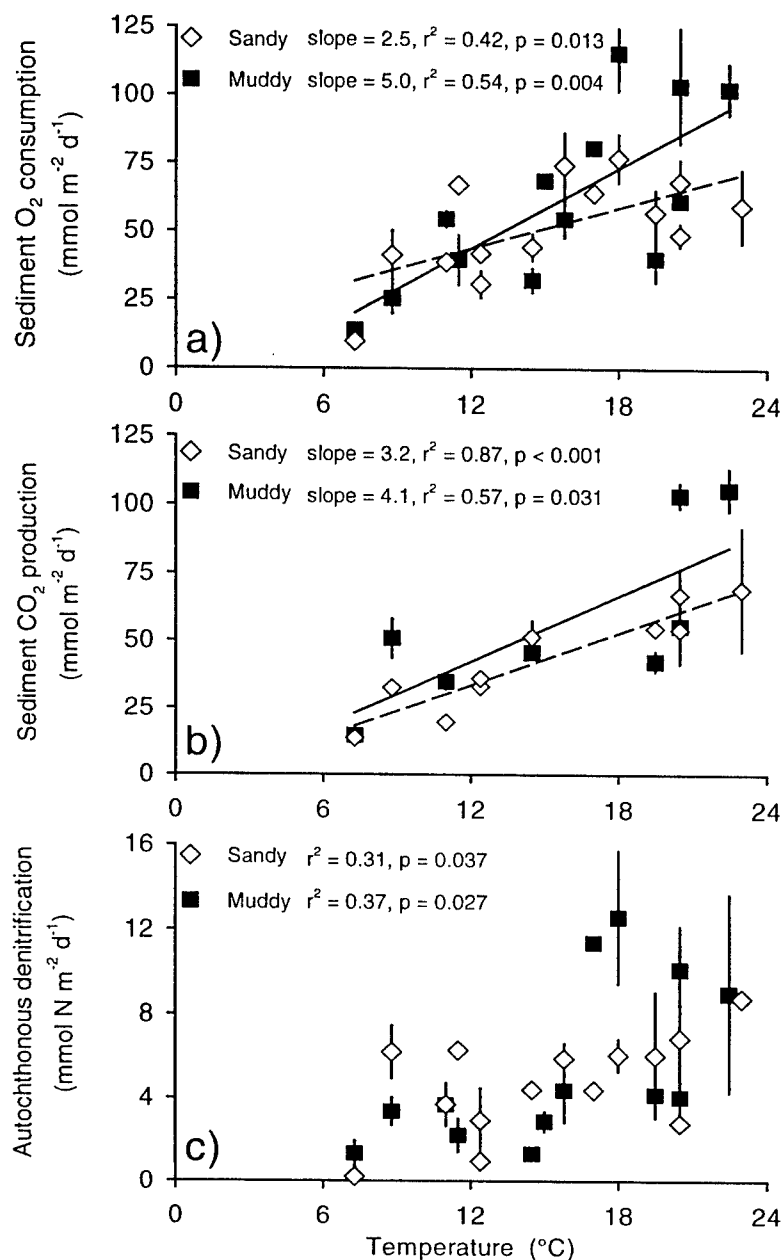 125
100
75
50
25
0
Sediment O2 consumption
(mmol m-2 d-1)
Sandy slope = 2.5, r2 = 0.42, p = 0.013
Muddy slope = 5.0, r2 = 0.54, p = 0.004
a)
0 6 12 18 24
125
100
75
50
25
0
Sediment CO2 production
(mmol m-2 d-1)
Sandy slope = 3.2, r2 = 0.87, p < 0.001
Muddy slope = 4.1, r2 = 0.57, p = 0.031
b)
0 6 12 18 24
16
12
8
4
0
Autochthonous denitrification
(mmol N m-2 d-1)
Sandy r2 = 0.31, p = 0.037
Muddy r2 = 0.37, p = 0.027
c)
0 6 12 18 24
Temperature (°C)